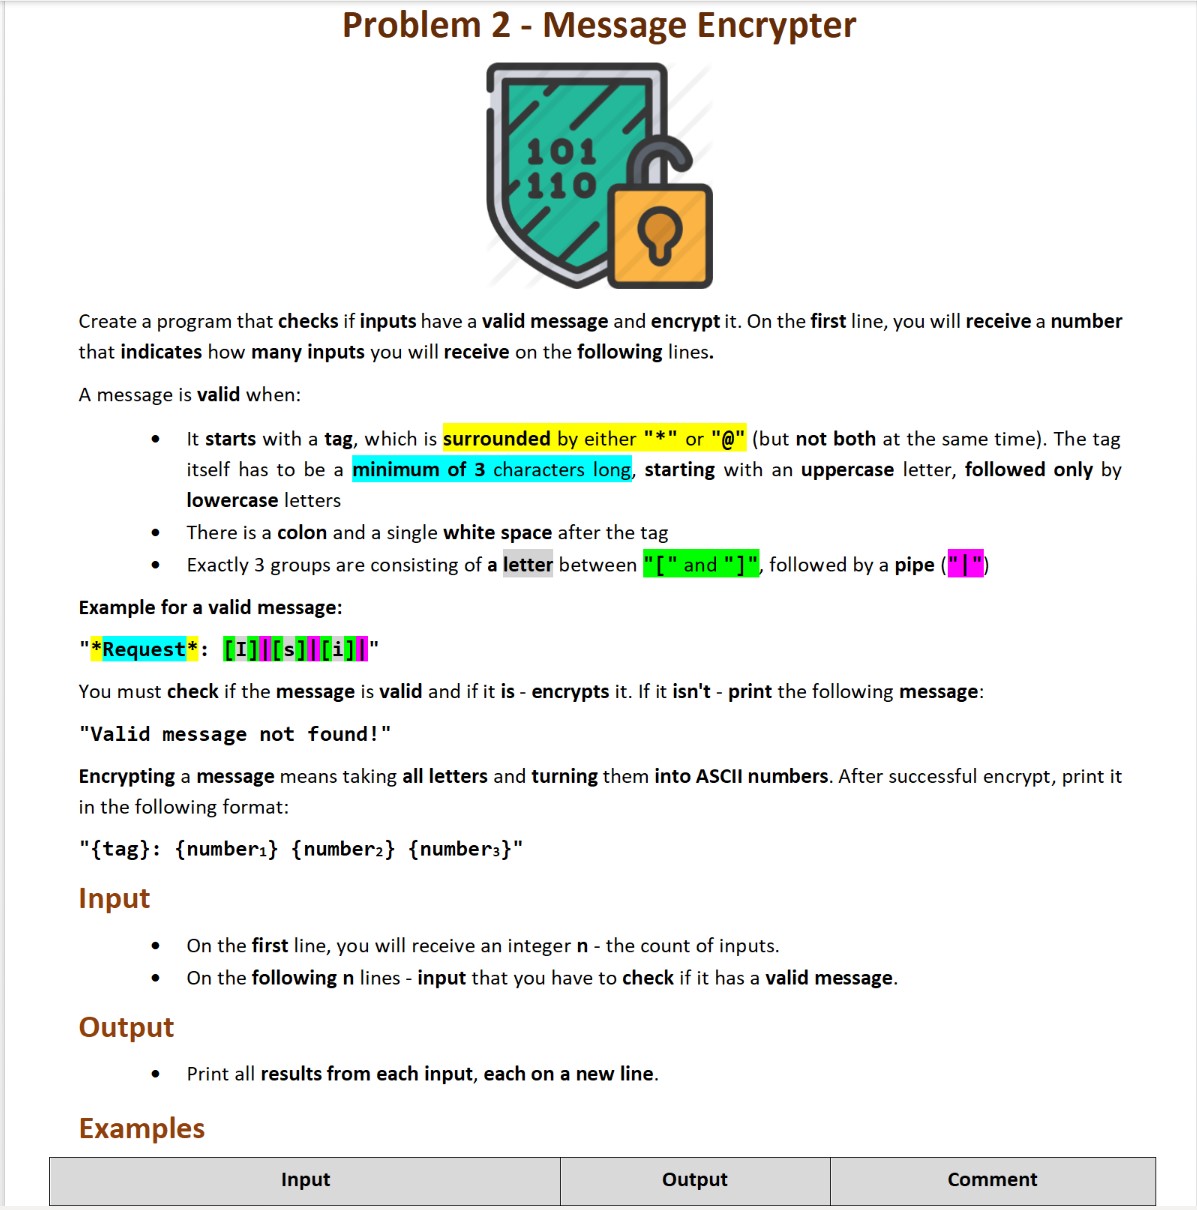 Problem 2 - Message Encrypter
101
110
Create a program that checks if inputs have a valid message and encrypt it. On the first line, you will receive a number
that indicates how many inputs you will receive on the following lines.
A message is valid when:
• It starts with a tag, which is surrounded by either "*" or "@" (but not both at the same time). The tag
itself has to be a minimum of 3 characters long, starting with an uppercase letter, followed only by
lowercase letters
• There is a colon and a single white space after the tag
• Exactly 3 groups are consisting of a letter between "[" and "]", followed by a pipe ("|")
Example for a valid message:
"*Request*: [I]|[s]|[i]|"
You must check if the message is valid and if it is - encrypts it. If it isn't - print the following message:
"Valid message not found!"
Encrypting a message means taking all letters and turning them into ASCII numbers. After successful encrypt, print it
in the following format:
"{tag}: {number₁} {number₂} {number₃}"
Input
• On the first line, you will receive an integer n - the count of inputs.
• On the following n lines - input that you have to check if it has a valid message.
Output
• Print all results from each input, each on a new line.
Examples
Input Output Comment